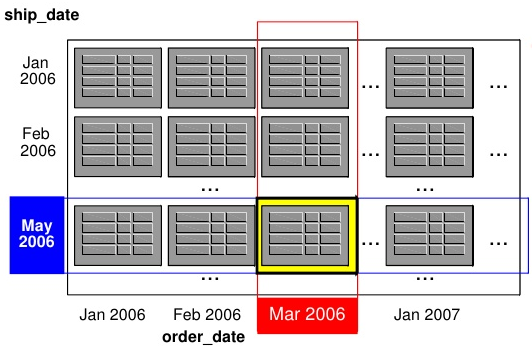 ship_date
Jan
2006
... ...
Feb
2006
... ...
... ...
May
2006
... ...
... ...
Jan 2006 Feb 2006 Mar 2006 Jan 2007
order_date